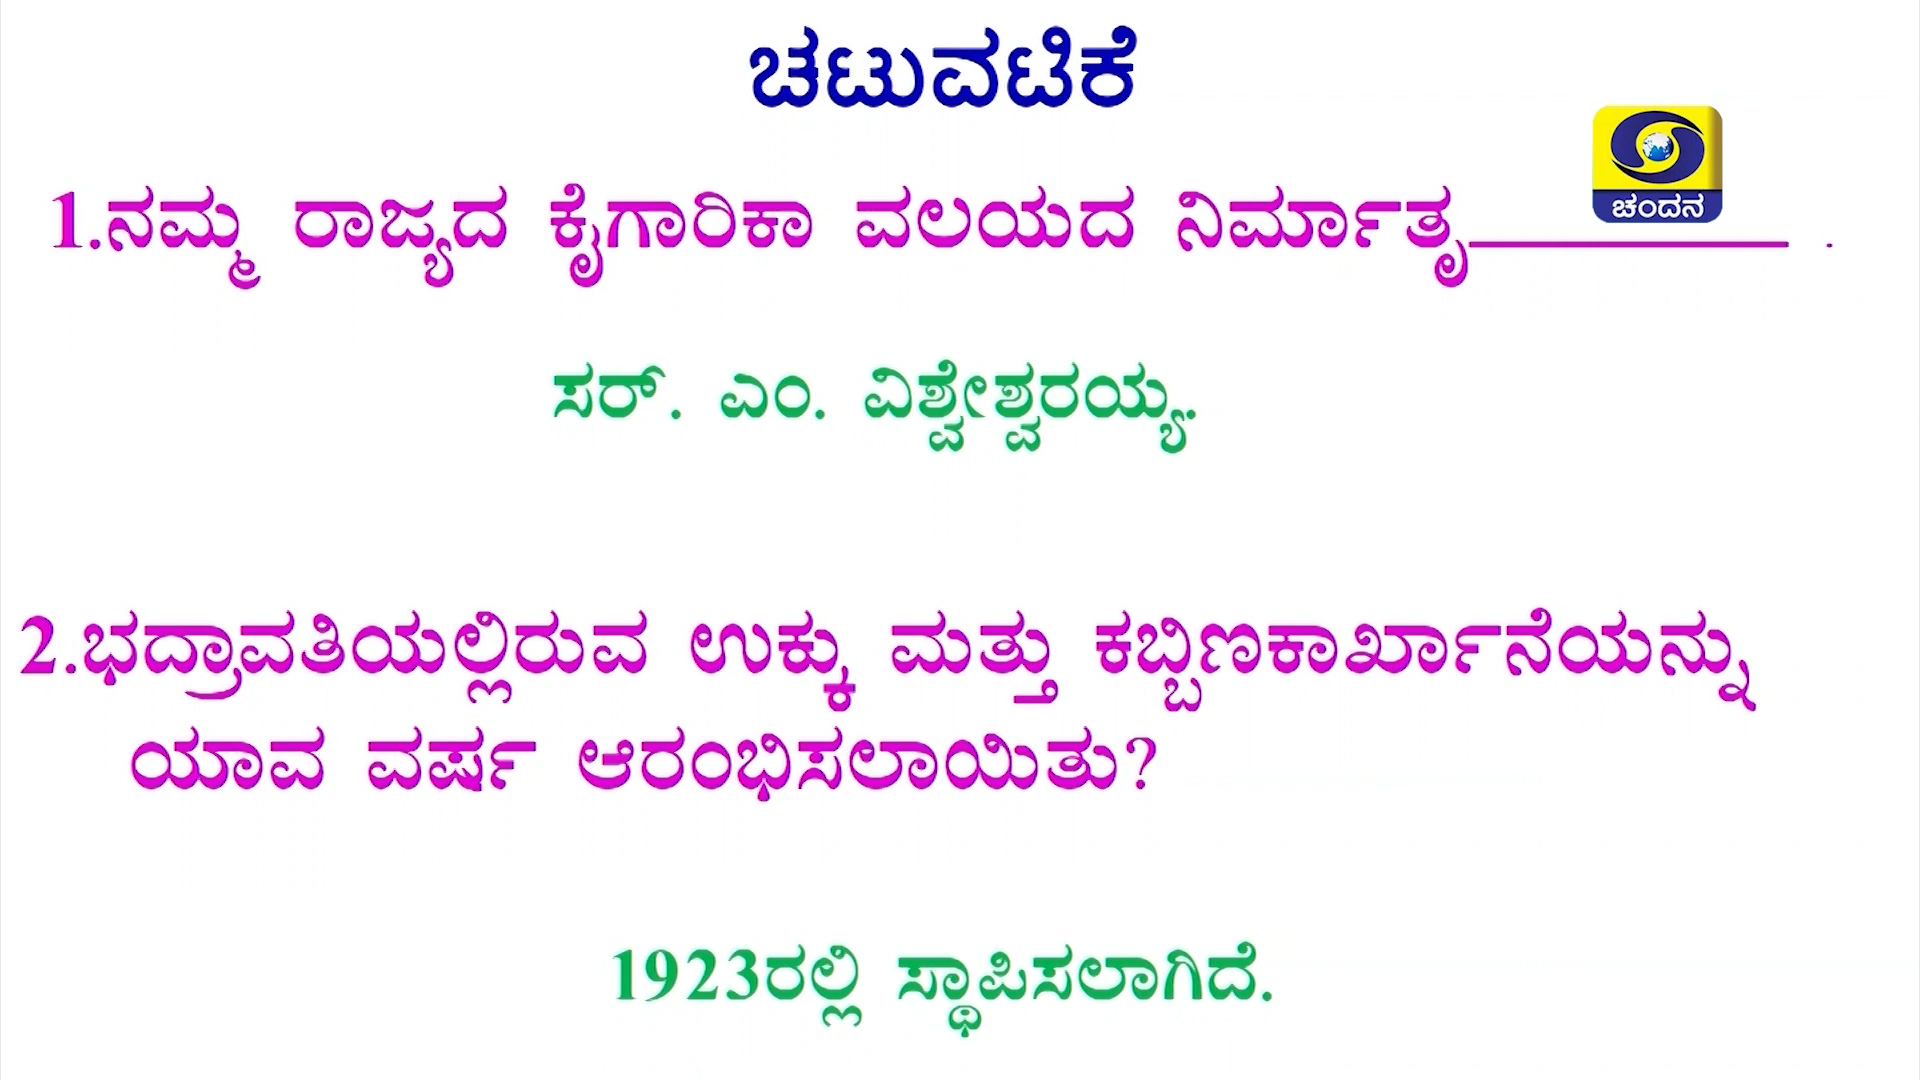 ಚಟುವಟಿಕೆ
ಚಂದನ
1.ನಮ್ಮ ರಾಜ್ಯದ ಕೈಗಾರಿಕಾ ವಲಯದ ನಿರ್ಮಾತೃ__________ .
ಸರ್. ಎಂ. ವಿಶ್ವೇಶ್ವರಯ್ಯ.
2.ಭದ್ರಾವತಿಯಲ್ಲಿರುವ ಉಕ್ಕು ಮತ್ತು ಕಬ್ಬಿಣಕಾರ್ಖಾನೆಯನ್ನು
ಯಾವ ವರ್ಷ ಆರಂಭಿಸಲಾಯಿತು?
1923ರಲ್ಲಿ ಸ್ಥಾಪಿಸಲಾಗಿದೆ.